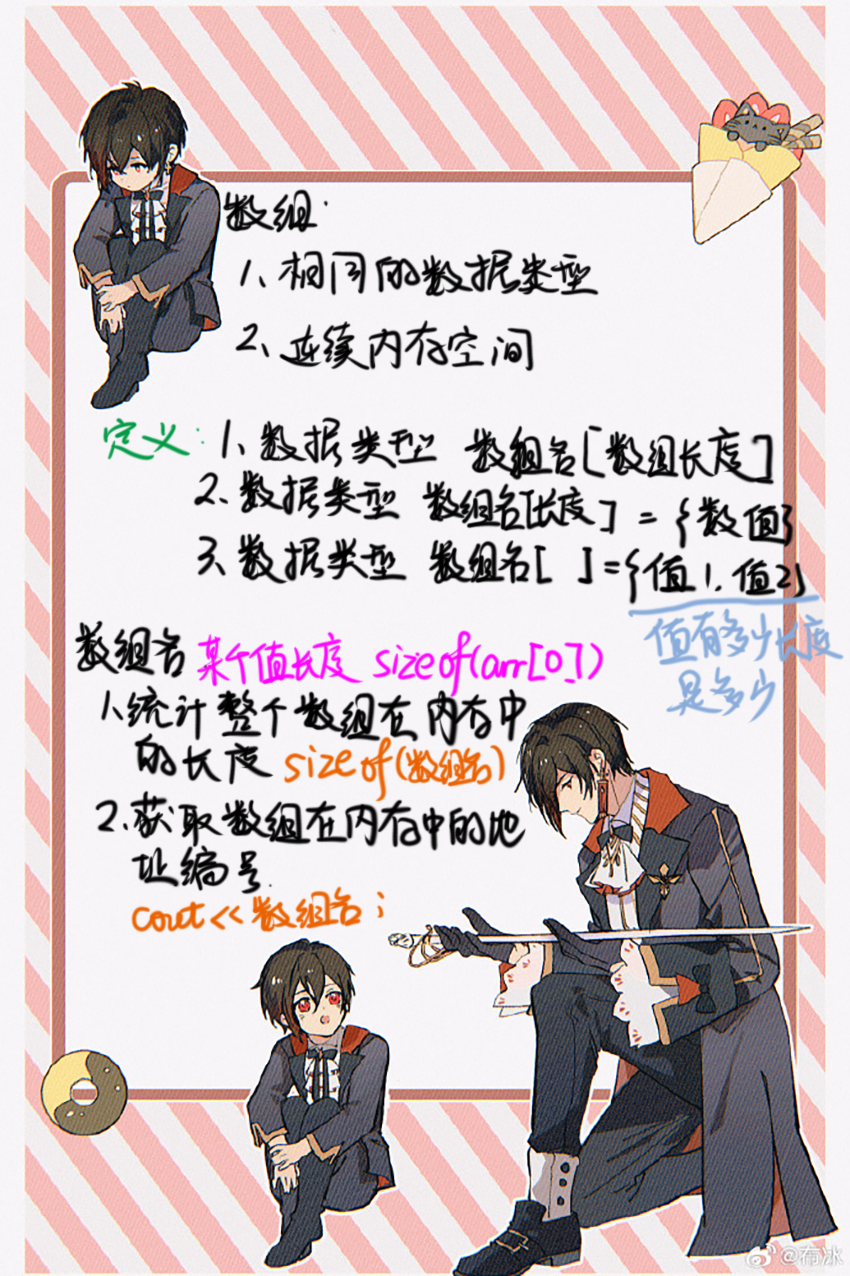 数组:
1、相同的数据类型
2、连续内存空间
定义: 1、数据类型 数组名[数组长度]
2、数据类型 数组名[长度] = {数值}
3、数据类型 数组名[ ]={值1.值2}
值有多少长度
是多少
数组名 某个值长度 sizeof(arr[0])
1、统计整个数组在内存中
的长度 sizeof(数组名)
2.获取数组在内存中的地
址编号.
cout<<数组名;
@布冰